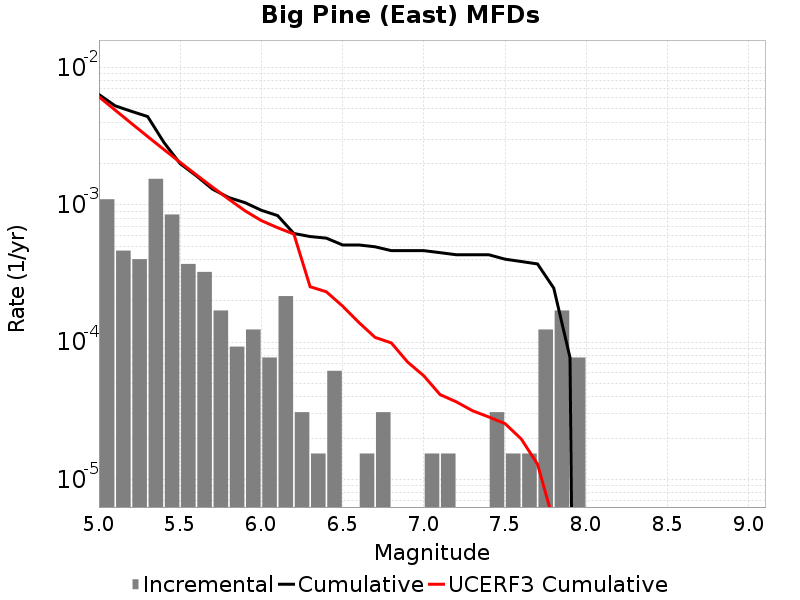 Big Pine (East) MFDs
10-2
10-3
10-4
10-5
Rate (1/yr)
5.0 5.5 6.0 6.5 7.0 7.5 8.0 8.5 9.0
Magnitude
Incremental Cumulative UCERF3 Cumulative